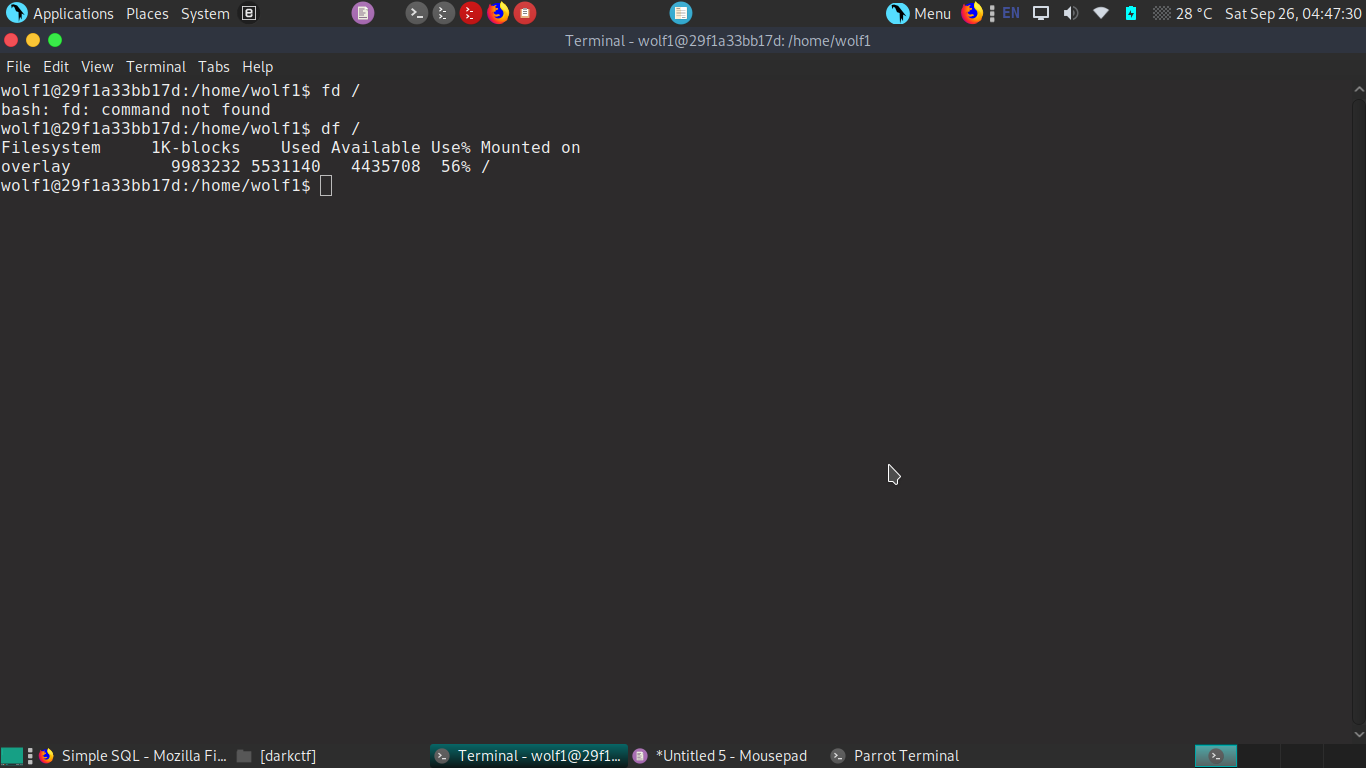 Applications Places System Menu EN 28 °C Sat Sep 26, 04:47:30
Terminal - wolf1@29f1a33bb17d: /home/wolf1
File Edit View Terminal Tabs Help
wolf1@29f1a33bb17d:/home/wolf1$ fd /
bash: fd: command not found
wolf1@29f1a33bb17d:/home/wolf1$ df /
Filesystem     1K-blocks    Used Available Use% Mounted on
overlay          9983232 5531140   4435708  56% /
wolf1@29f1a33bb17d:/home/wolf1$
Simple SQL - Mozilla Fi... [darkctf] Terminal - wolf1@29f1... *Untitled 5 - Mousepad Parrot Terminal